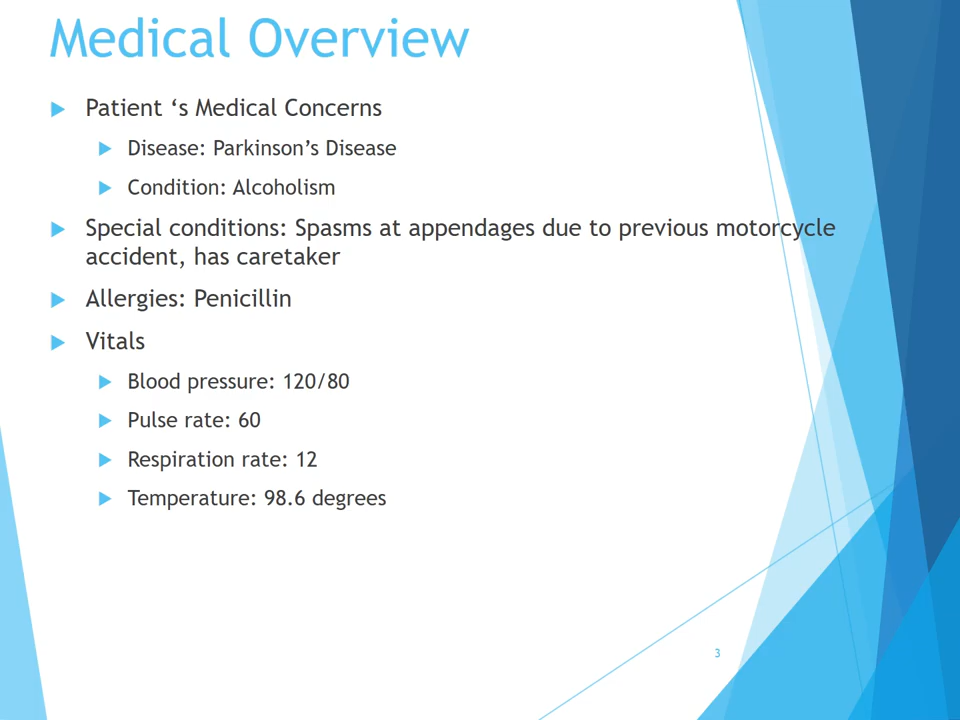 Medical Overview
Patient ‘s Medical Concerns
Disease: Parkinson’s Disease
Condition: Alcoholism
Special conditions: Spasms at appendages due to previous motorcycle
accident, has caretaker
Allergies: Penicillin
Vitals
Blood pressure: 120/80
Pulse rate: 60
Respiration rate: 12
Temperature: 98.6 degrees
3